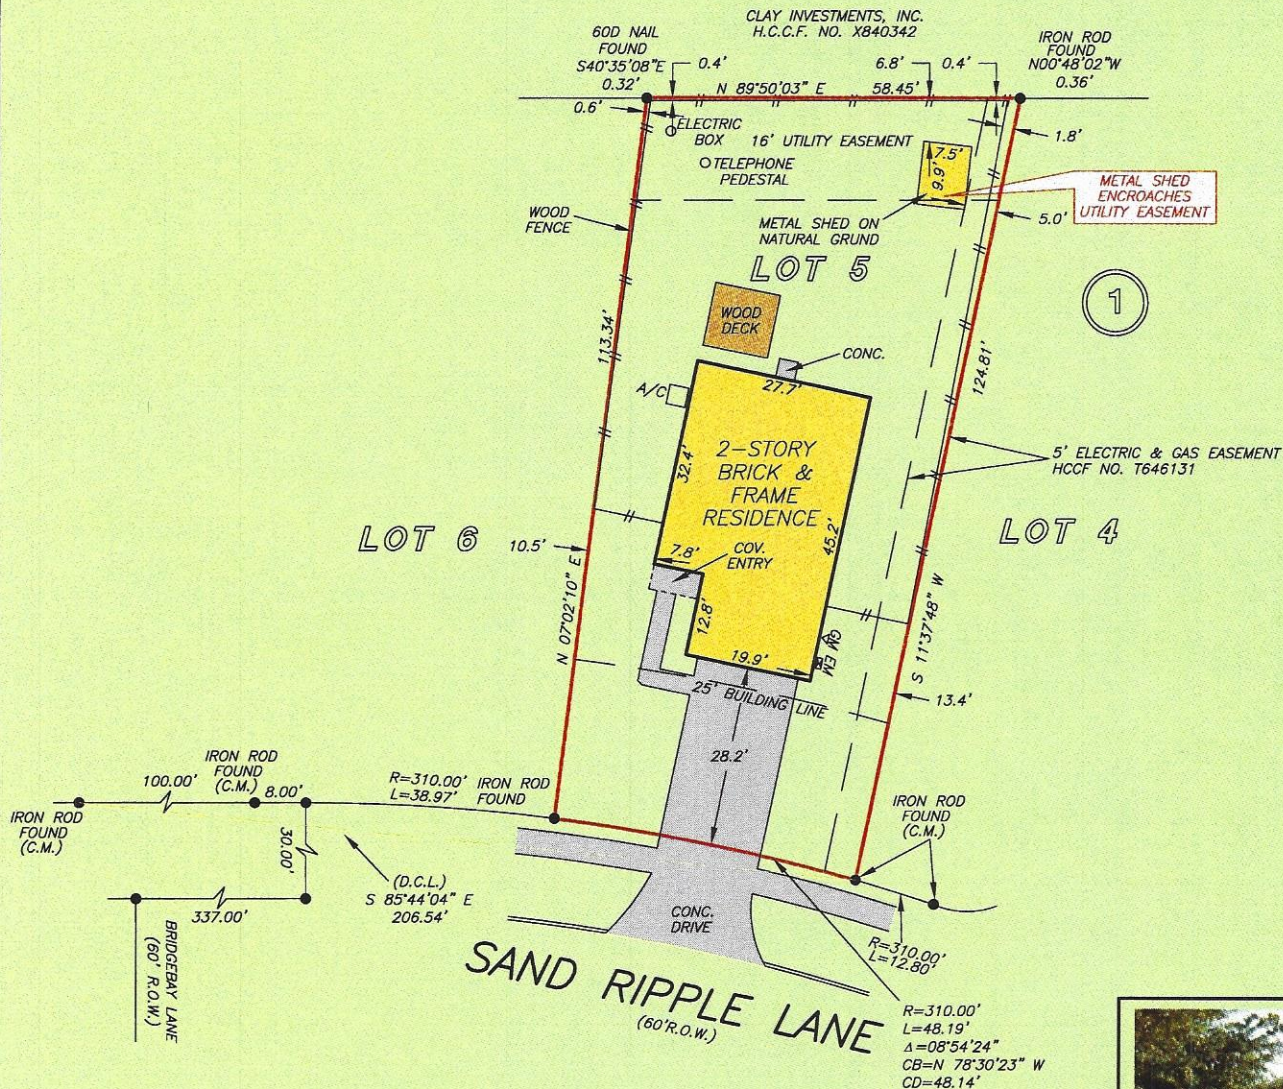 CLAY INVESTMENTS, INC.
H.C.C.F. NO. X840342
60D NAIL
FOUND
S40°35'08"E
0.32'
0.4'
N 89°50'03" E
6.8'
58.45'
0.4'
IRON ROD
FOUND
N00°48'02"W
0.36'
0.6'
ELECTRIC
BOX
16' UTILITY EASEMENT
TELEPHONE
PEDESTAL
7.5'
9.9'
1.8'
METAL SHED
ENCROACHES
UTILITY EASEMENT
WOOD
FENCE
METAL SHED ON
NATURAL GRUND
5.0'
LOT 5
1
WOOD
DECK
113.34'
CONC.
124.81'
A/C
27.7'
2-STORY
BRICK &
FRAME
RESIDENCE
32.4'
45.2'
5' ELECTRIC & GAS EASEMENT
HCCF NO. T646131
LOT 6
10.5'
LOT 4
7.8'
COV.
ENTRY
N 07°02'10" E
12.8'
S 11°37'48" W
GM EM
19.9'
25' BUILDING LINE
13.4'
28.2'
IRON ROD
FOUND
(C.M.)
100.00'
IRON ROD
FOUND
(C.M.)
8.00'
R=310.00'
L=38.97'
IRON ROD
FOUND
IRON ROD
FOUND
(C.M.)
30.00'
(D.C.L.)
S 85°44'04" E
206.54'
337.00'
BRIDGEBAY LANE
(60' R.O.W.)
CONC.
DRIVE
R=310.00'
L=12.80'
SAND RIPPLE LANE
(60'R.O.W.)
R=310.00'
L=48.19'
Δ=08°54'24"
CB=N 78°30'23" W
CD=48.14'